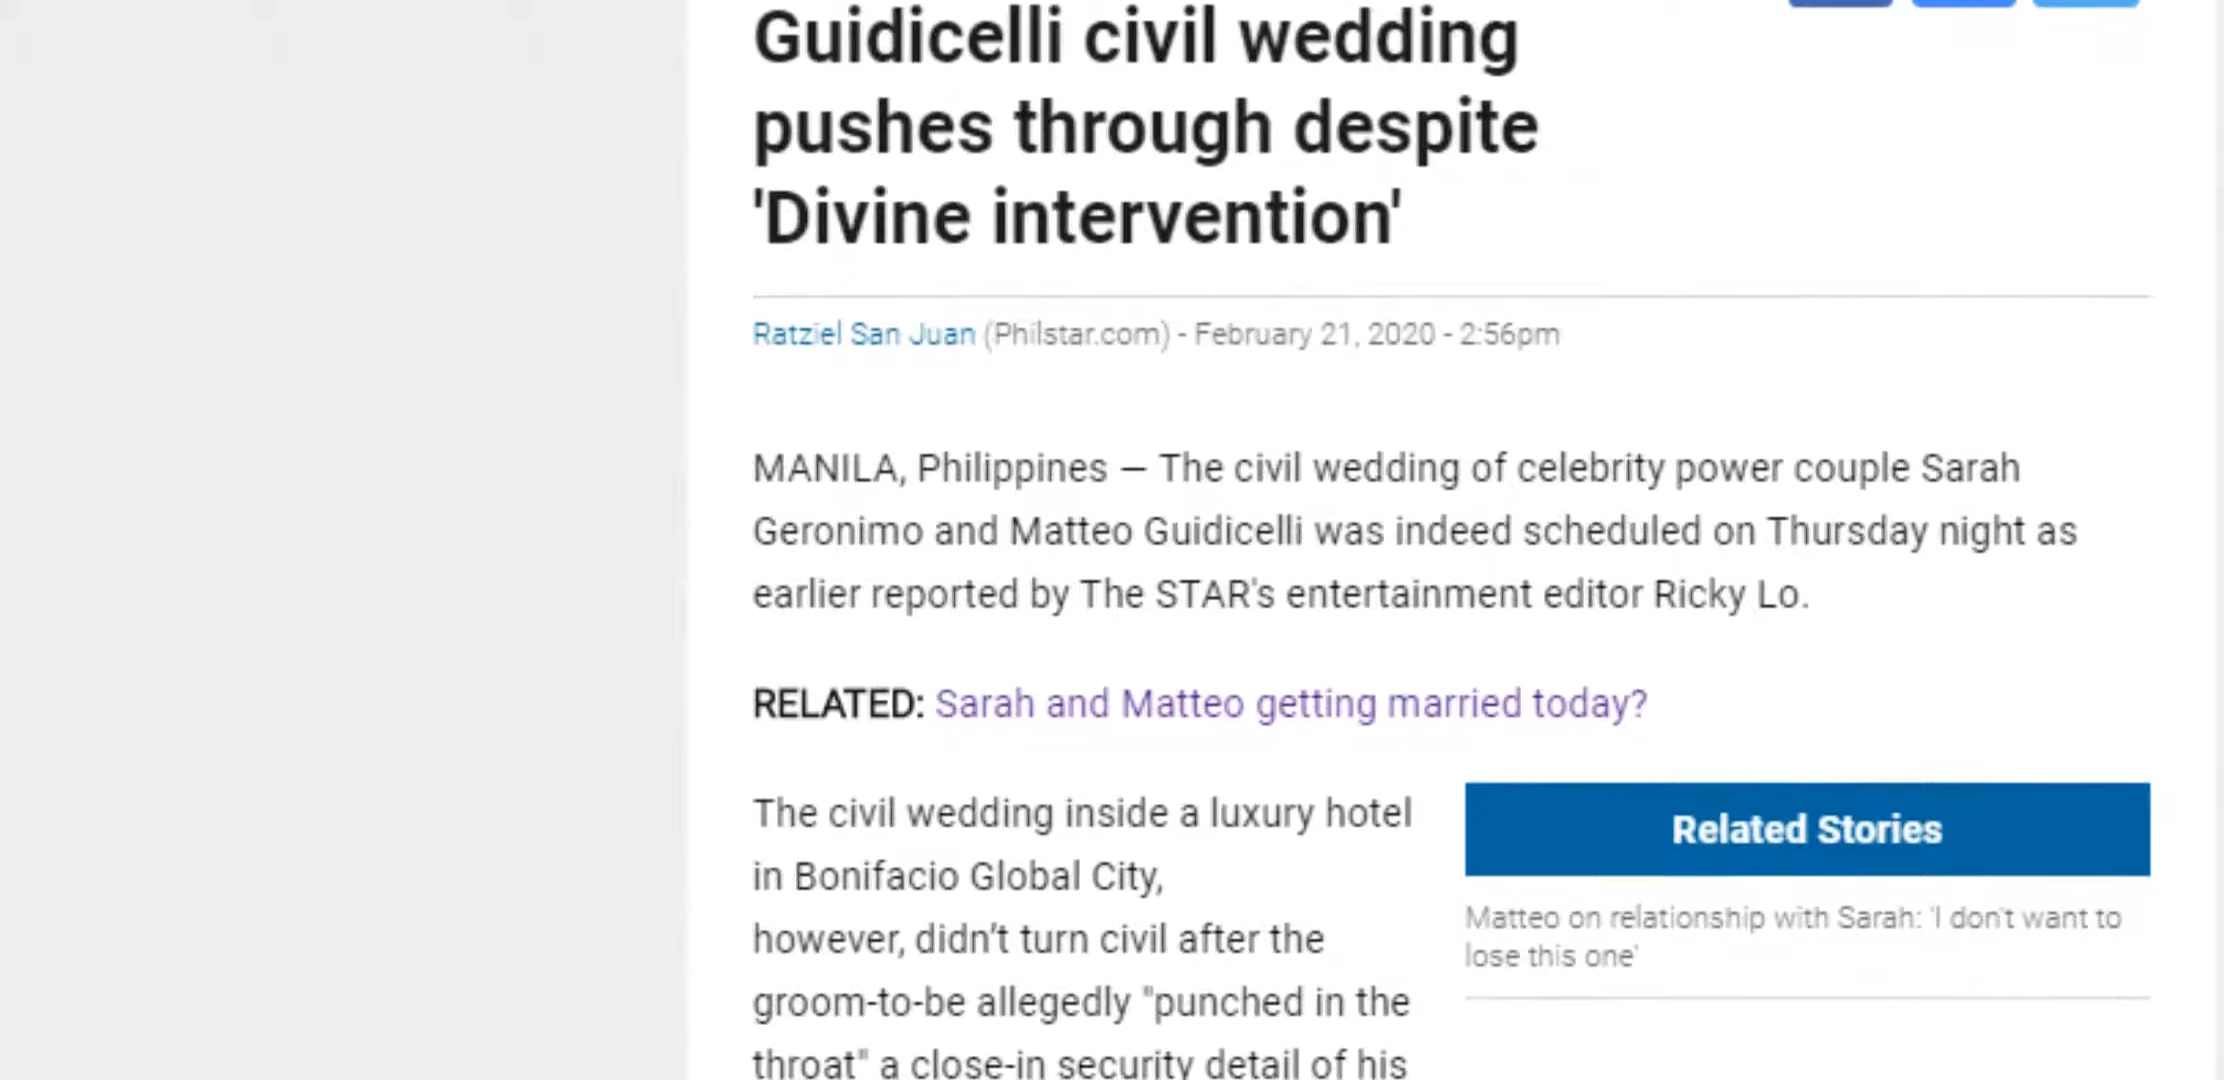 Guidicelli civil wedding
pushes through despite
'Divine intervention'
Ratziel San Juan (Philstar.com) - February 21, 2020 - 2:56pm
MANILA, Philippines — The civil wedding of celebrity power couple Sarah
Geronimo and Matteo Guidicelli was indeed scheduled on Thursday night as
earlier reported by The STAR's entertainment editor Ricky Lo.
RELATED: Sarah and Matteo getting married today?
The civil wedding inside a luxury hotel
in Bonifacio Global City,
however, didn’t turn civil after the
groom-to-be allegedly "punched in the
throat" a close-in security detail of his
Related Stories
Matteo on relationship with Sarah: 'I don't want to
lose this one'